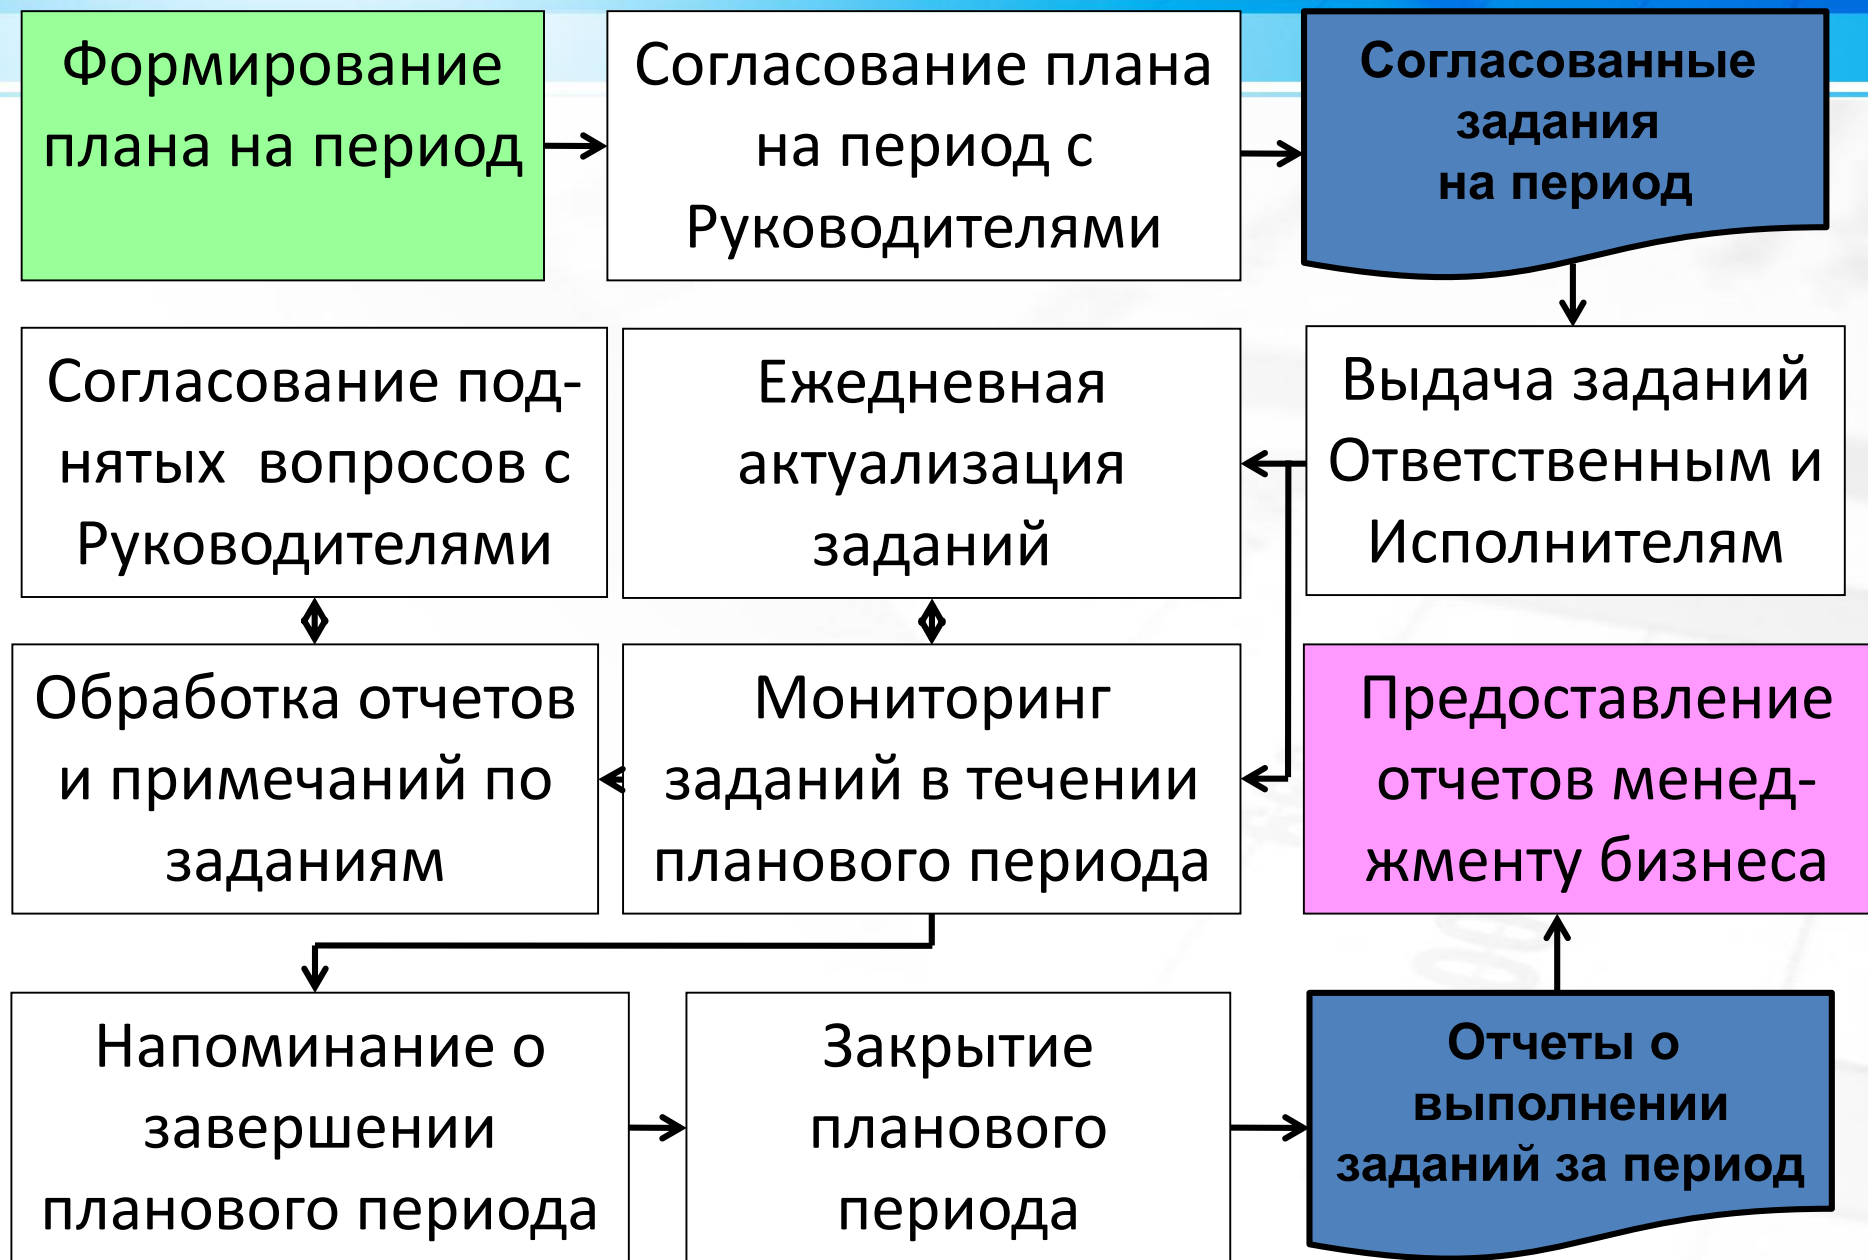 Формирование
плана на период
Согласование плана
на период с
Руководителями
Согласованные
задания
на период
Согласование под-
нятых вопросов с
Руководителями
Ежедневная
актуализация
заданий
Выдача заданий
Ответственным и
Исполнителям
Обработка отчетов
и примечаний по
заданиям
Мониторинг
заданий в течении
планового периода
Предоставление
отчетов менед-
жменту бизнеса
Напоминание о
завершении
планового периода
Закрытие
планового
периода
Отчеты о
выполнении
заданий за период